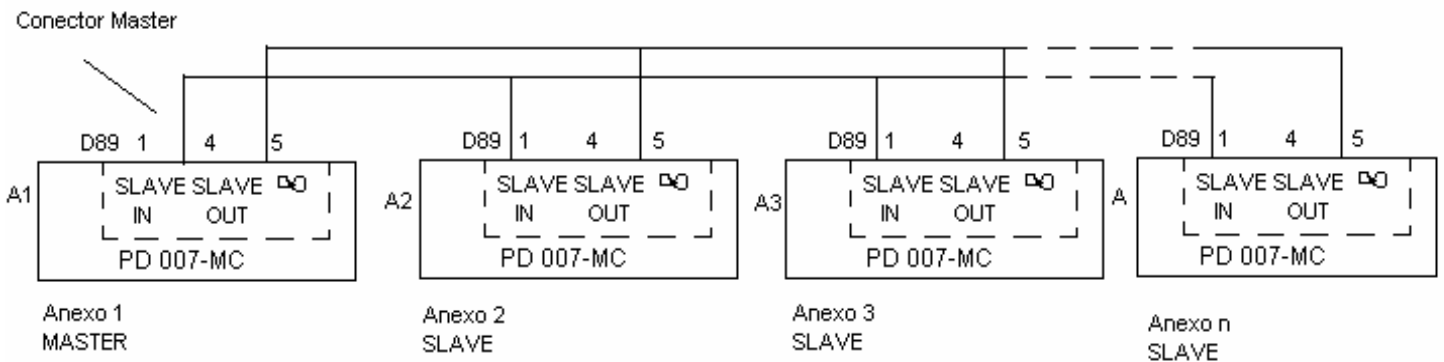 Conector Master
D89 1 4 5 D89 1 4 5 D89 1 4 5 D89 1 4 5
A1 SLAVE SLAVE A2 SLAVE SLAVE A3 SLAVE SLAVE A SLAVE SLAVE
IN OUT IN OUT IN OUT IN OUT
PD 007-MC PD 007-MC PD 007-MC PD 007-MC
Anexo 1 Anexo 2 Anexo 3 Anexo n
MASTER SLAVE SLAVE SLAVE